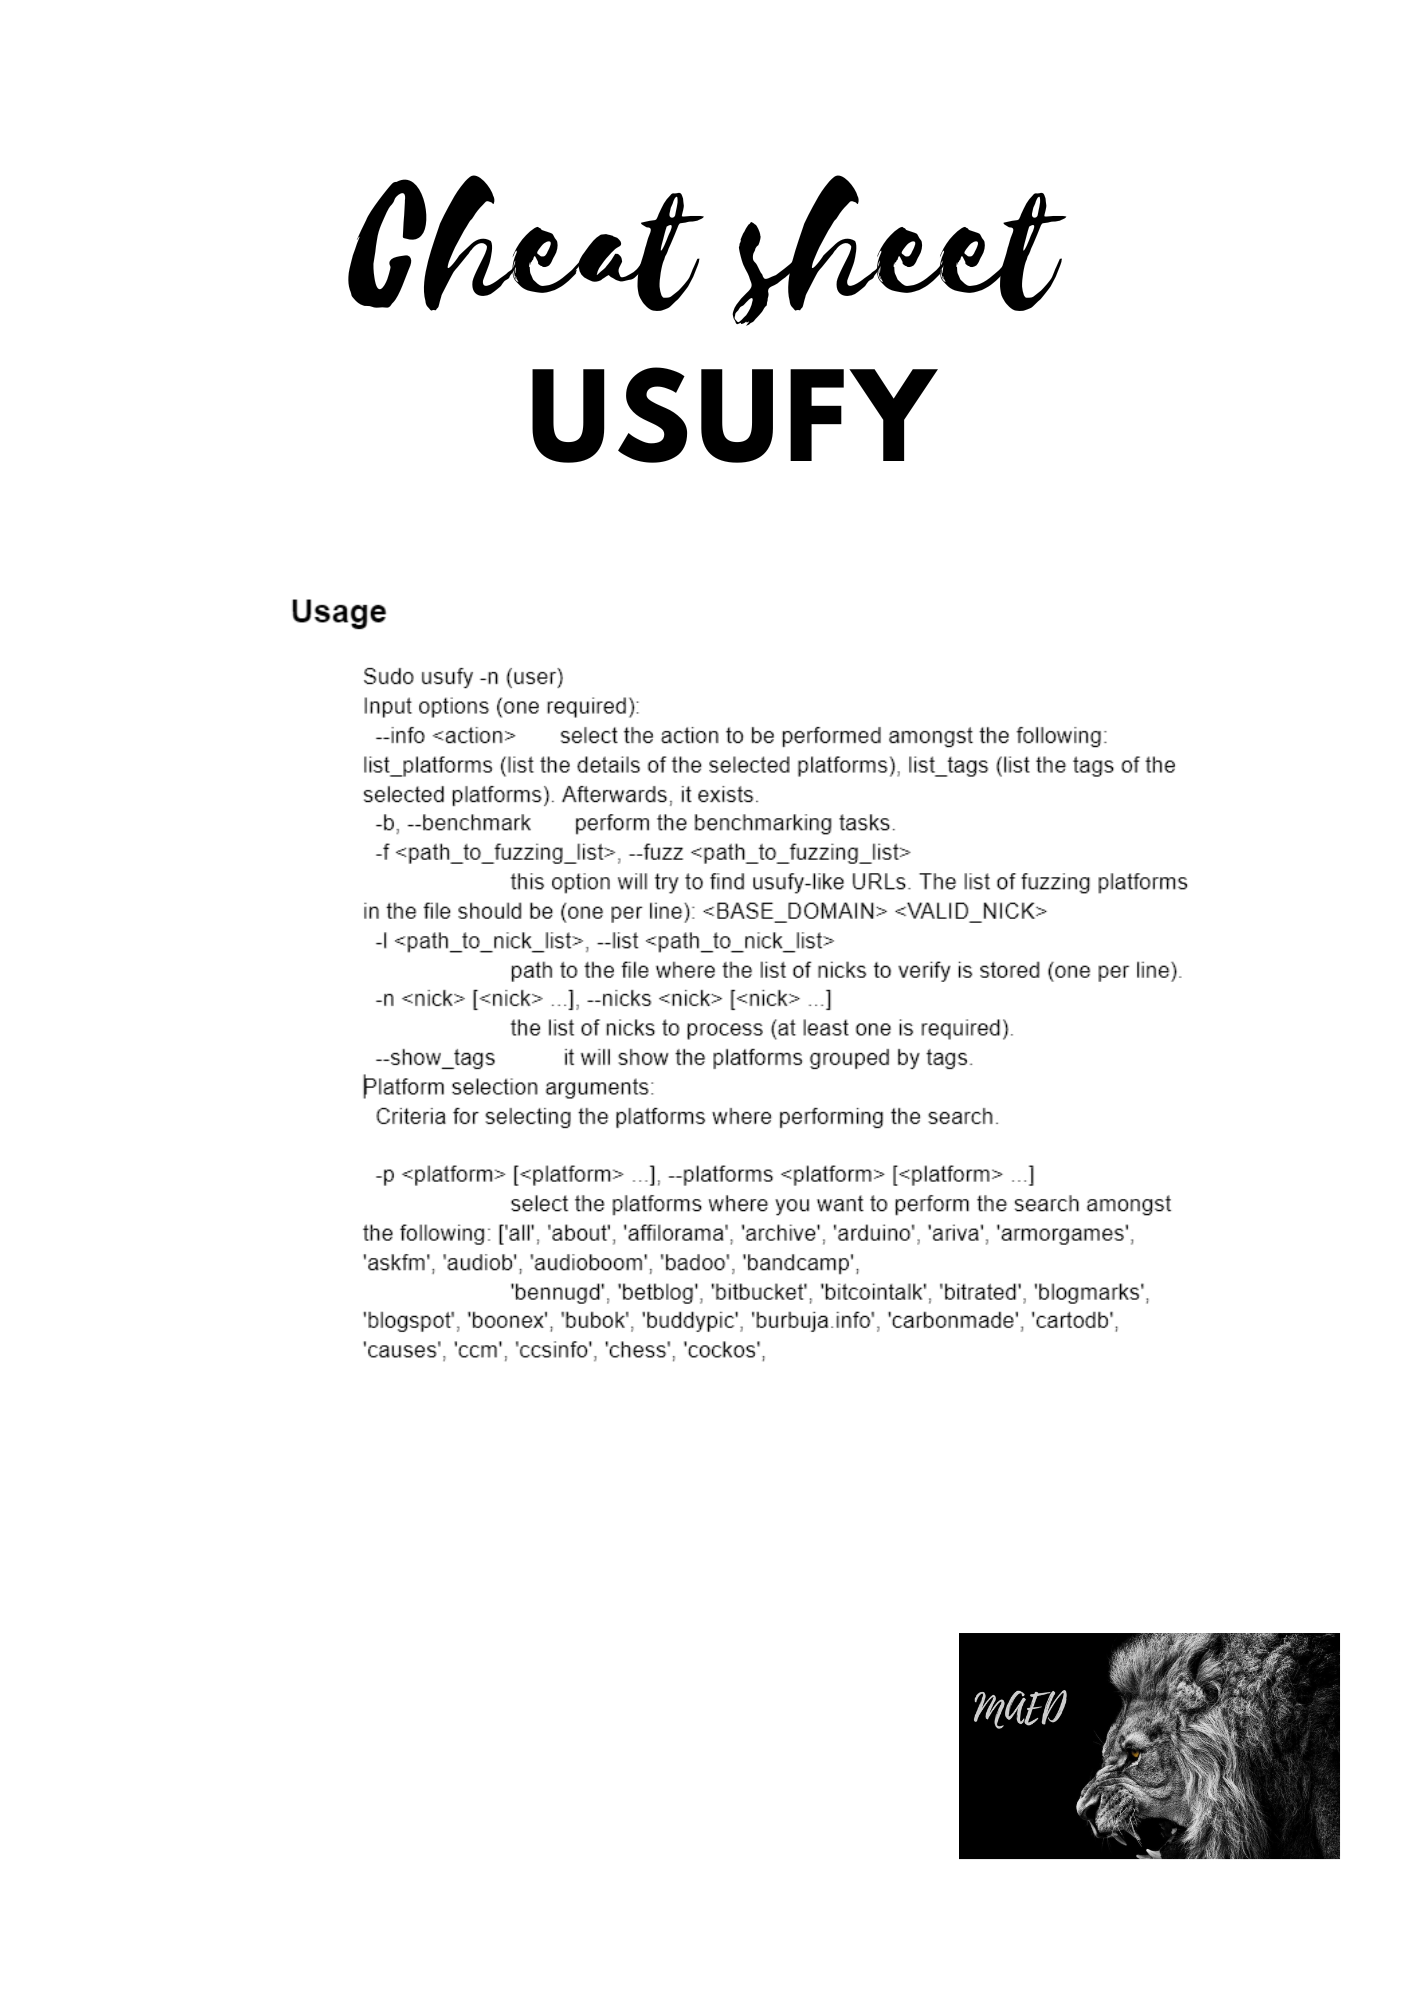 Cheat sheet
USUFY
Usage
Sudo usufy -n (user)
Input options (one required):
--info <action> select the action to be performed amongst the following:
list_platforms (list the details of the selected platforms), list_tags (list the tags of the
selected platforms). Afterwards, it exists.
-b, --benchmark perform the benchmarking tasks.
-f <path_to_fuzzing_list>, --fuzz <path_to_fuzzing_list>
this option will try to find usufy-like URLs. The list of fuzzing platforms
in the file should be (one per line): <BASE_DOMAIN> <VALID_NICK>
-l <path_to_nick_list>, --list <path_to_nick_list>
path to the file where the list of nicks to verify is stored (one per line).
-n <nick> [<nick> ...], --nicks <nick> [<nick> ...]
the list of nicks to process (at least one is required).
--show_tags it will show the platforms grouped by tags.
Platform selection arguments:
Criteria for selecting the platforms where performing the search.
-p <platform> [<platform> ...], --platforms <platform> [<platform> ...]
select the platforms where you want to perform the search amongst
the following: ['all', 'about', 'affilorama', 'archive', 'arduino', 'ariva', 'armorgames',
'askfm', 'audiob', 'audioboom', 'badoo', 'bandcamp',
'bennugd', 'betblog', 'bitbucket', 'bitcointalk', 'bitrated', 'blogmarks',
'blogspot', 'boonex', 'bubok', 'buddypic', 'burbuja.info', 'carbonmade', 'cartodb',
'causes', 'ccm', 'ccsinfo', 'chess', 'cockos',
MAED